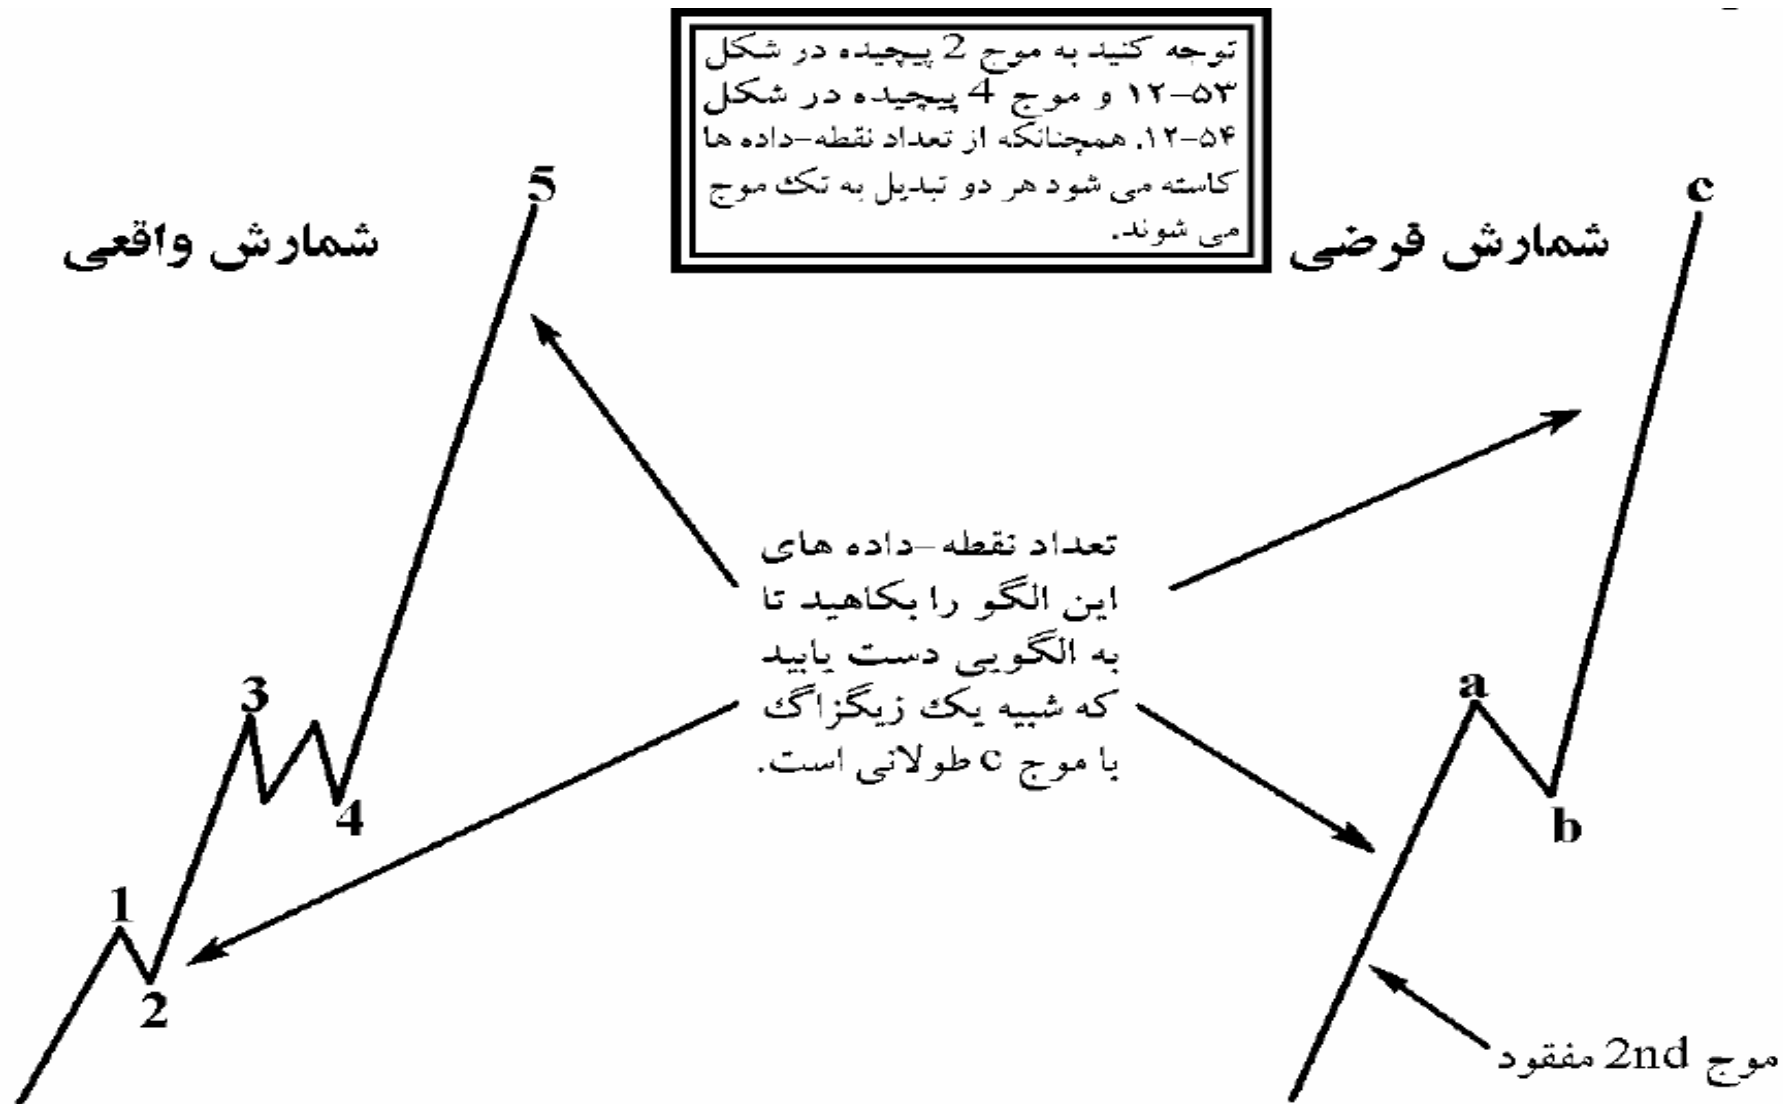 توجه کنید به موج 2 پیچیده در شکل
۱۲-۵۳ و موج 4 پیچیده در شکل
۱۲-۵۴. همچنانکه از تعداد نقطه-داده ها
کاسته می شود هر دو تبدیل به تک موج
می شوند.
شمارش فرضی
شمارش واقعی
5
c
تعداد نقطه-داده های
این الگو را بکاهید تا
به الگویی دست یابید
که شبیه یک زیگزاگ
با موج c طولانی است.
3
a
4
b
1
2
موج 2nd مفقود